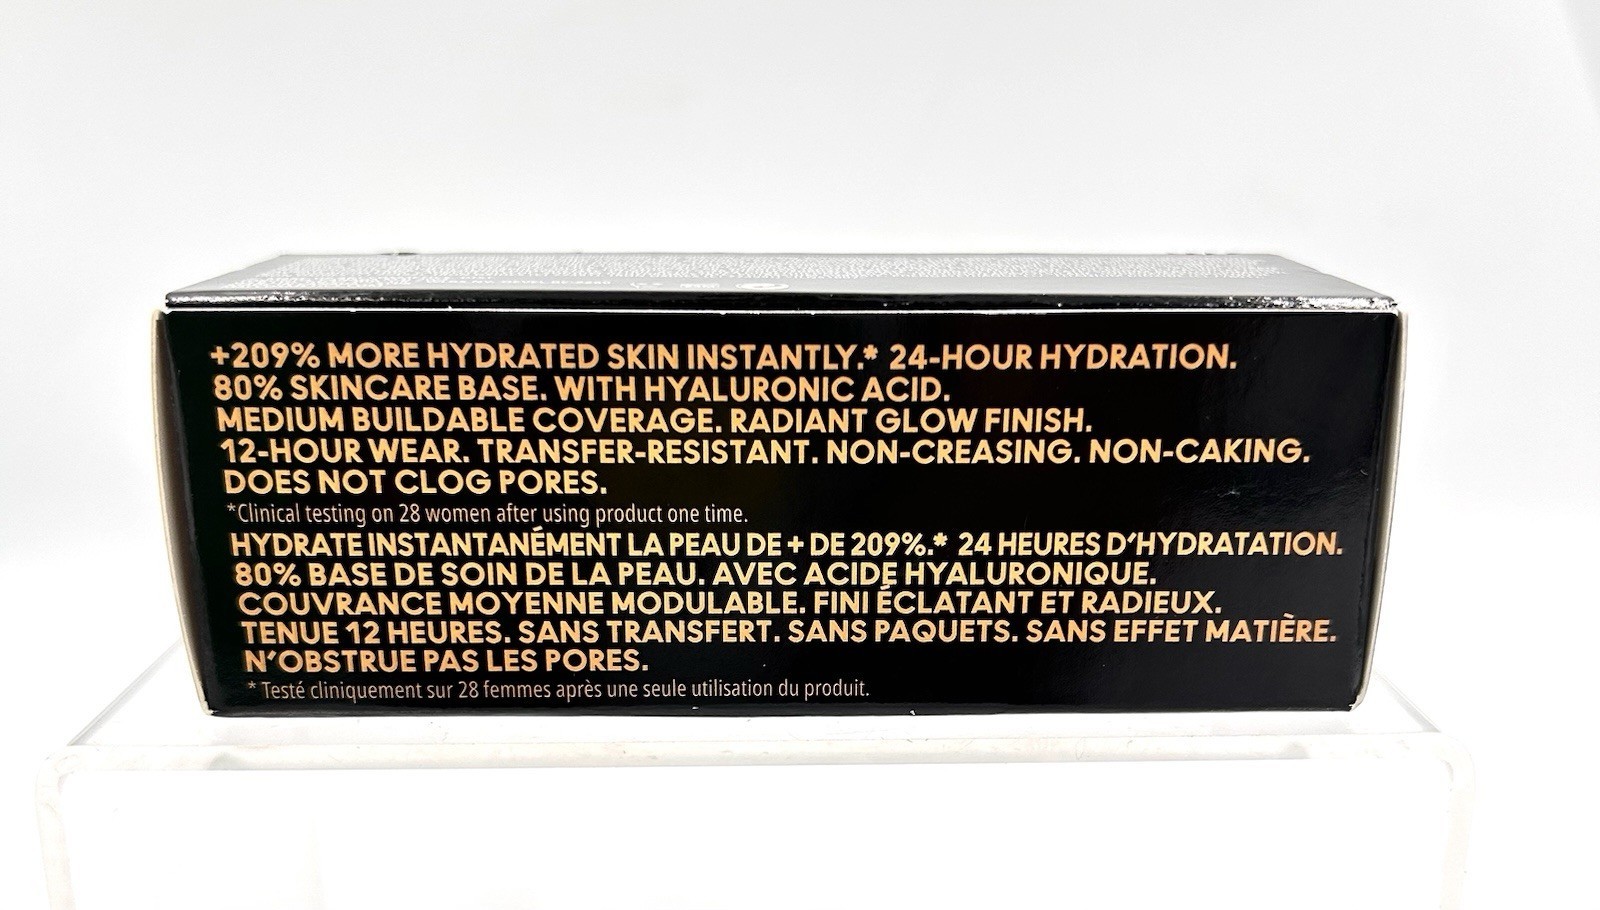 +209% MORE HYDRATED SKIN INSTANTLY.* 24-HOUR HYDRATION.
80% SKINCARE BASE. WITH HYALURONIC ACID.
MEDIUM BUILDABLE COVERAGE. RADIANT GLOW FINISH.
12-HOUR WEAR. TRANSFER-RESISTANT. NON-CREASING. NON-CAKING.
DOES NOT CLOG PORES.
*Clinical testing on 28 women after using product one time.
HYDRATE INSTANTANÉMENT LA PEAU DE + DE 209%.* 24 HEURES D'HYDRATATION.
80% BASE DE SOIN DE LA PEAU. AVEC ACIDE HYALURONIQUE.
COUVRANCE MOYENNE MODULABLE. FINI ÉCLATANT ET RADIEUX.
TENUE 12 HEURES. SANS TRANSFERT. SANS PAQUETS. SANS EFFET MATIÈRE.
N'OBSTRUE PAS LES PORES.
* Testé cliniquement sur 28 femmes après une seule utilisation du produit.